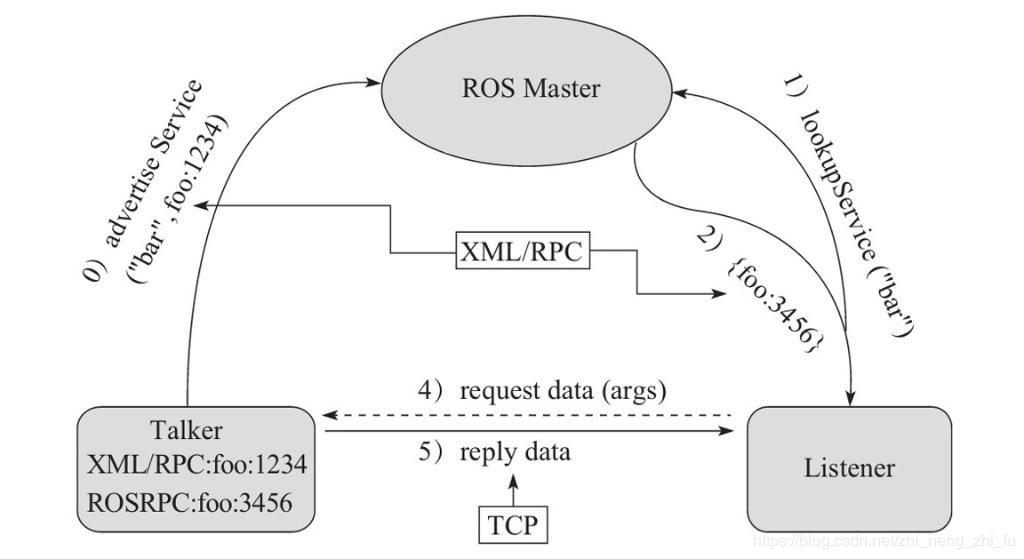 ROS Master
0）advertise Service
("bar",foo:1234)
1）lookupService ("bar")
2）{foo:3456}
XML/RPC
4）request data (args)
5）reply data
TCP
Talker
XML/RPC:foo:1234
ROSRPC:foo:3456
Listener
https://blog.csdn.net/zhi_neng_zhi_fu